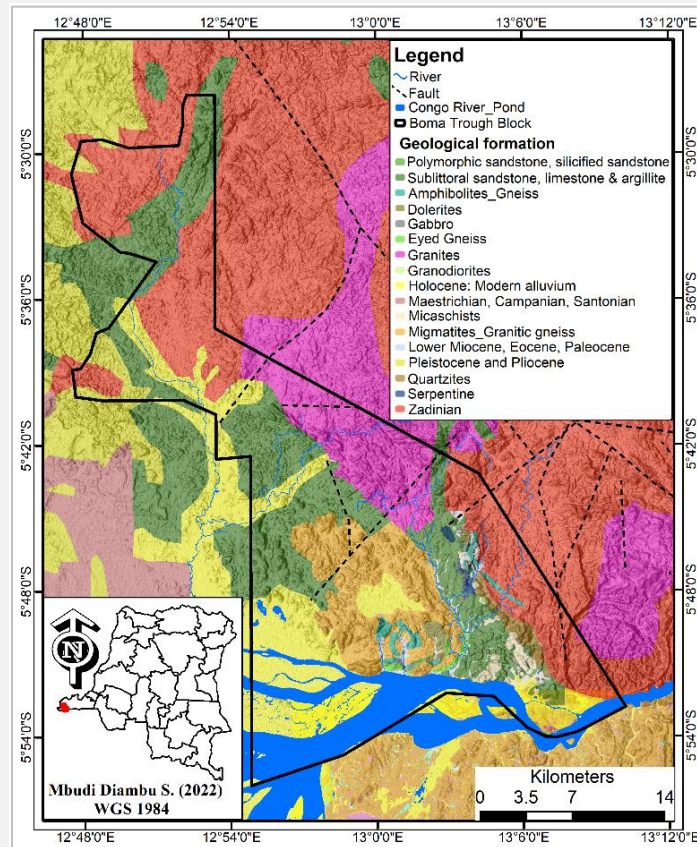 12°48'0"E 12°54'0"E 13°0'0"E 13°6'0"E 13°12'0"E
Legend
River
Fault
Congo River_Pond
Boma Trough Block
Geological formation
Polymorphic sandstone, silicified sandstone
Sublittoral sandstone, limestone & argillite
Amphibolites_Gneiss
Dolerites
Gabbro
Eyed Gneiss
Granites
Granodiorites
Holocene: Modern alluvium
Maestrichian, Campanian, Santonian
Micaschists
Migmatites_Granitic gneiss
Lower Miocene, Eocene, Paleocene
Pleistocene and Pliocene
Quartzites
Serpentine
Zadinian
5°30'0"S 5°30'0"S
5°36'0"S 5°36'0"S
5°42'0"S 5°42'0"S
5°48'0"S 5°48'0"S
5°54'0"S 5°54'0"S
N
Mbudi Diambu S. (2022)
WGS 1984
Kilometers
0 3.5 7 14
12°48'0"E 12°54'0"E 13°0'0"E 13°6'0"E 13°12'0"E